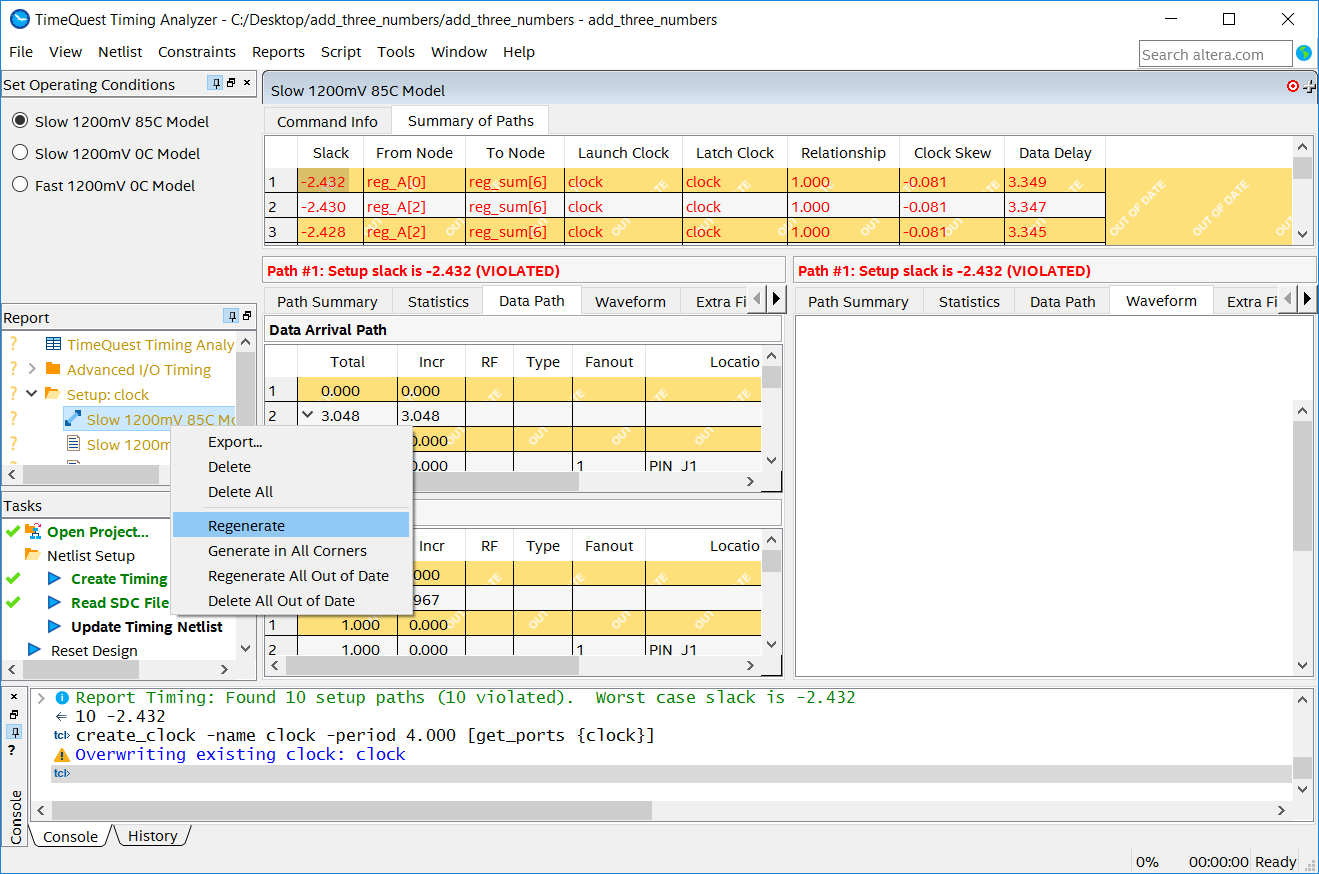 TimeQuest Timing Analyzer - C:/Desktop/add_three_numbers/add_three_numbers - add_three_numbers
File View Netlist Constraints Reports Script Tools Window Help
Search altera.com
Set Operating Conditions
Slow 1200mV 85C Model
Slow 1200mV 0C Model
Fast 1200mV 0C Model
Report
TimeQuest Timing Analy
Advanced I/O Timing
Setup: clock
Slow 1200mV 85C Mo
Slow 1200m
Tasks
Open Project...
Netlist Setup
Create Timing
Read SDC File
Update Timing Netlist
Reset Design
Export...
Delete
Delete All
Regenerate
Generate in All Corners
Regenerate All Out of Date
Delete All Out of Date
Slow 1200mV 85C Model
Command Info Summary of Paths
Slack From Node To Node Launch Clock Latch Clock Relationship Clock Skew Data Delay
1 -2.432 reg_A[0] reg_sum[6] clock clock 1.000 -0.081 3.349
2 -2.430 reg_A[2] reg_sum[6] clock clock 1.000 -0.081 3.347
3 -2.428 reg_A[2] reg_sum[6] clock clock 1.000 -0.081 3.345
OUT OF DATE OUT OF DATE
Path #1: Setup slack is -2.432 (VIOLATED)
Path Summary Statistics Data Path Waveform Extra Fi
Data Arrival Path
Total Incr RF Type Fanout Locatio
1 0.000 0.000
2 3.048 3.048
0.000
0.000 1 PIN_J1
Incr RF Type Fanout Locatio
000
967
1 1.000 0.000
2 1.000 0.000 1 PIN_J1
Path #1: Setup slack is -2.432 (VIOLATED)
Path Summary Statistics Data Path Waveform Extra Fi
Report Timing: Found 10 setup paths (10 violated).  Worst case slack is -2.432
10 -2.432
tcl> create_clock -name clock -period 4.000 [get_ports {clock}]
Overwriting existing clock: clock
tcl>
Console
Console History
0% 00:00:00 Ready